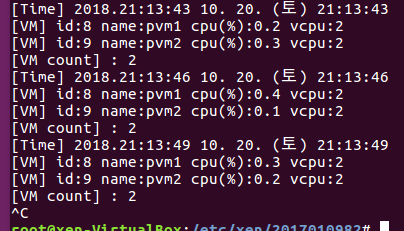 [Time] 2018.21:13:43 10. 20. (토) 21:13:43
[VM] id:8 name:pvm1 cpu(%):0.2 vcpu:2
[VM] id:9 name:pvm2 cpu(%):0.3 vcpu:2
[VM count] : 2
[Time] 2018.21:13:46 10. 20. (토) 21:13:46
[VM] id:8 name:pvm1 cpu(%):0.4 vcpu:2
[VM] id:9 name:pvm2 cpu(%):0.1 vcpu:2
[VM count] : 2
[Time] 2018.21:13:49 10. 20. (토) 21:13:49
[VM] id:8 name:pvm1 cpu(%):0.3 vcpu:2
[VM] id:9 name:pvm2 cpu(%):0.2 vcpu:2
[VM count] : 2
^C
root@xen-VirtualBox:/etc/xen/2017010982#